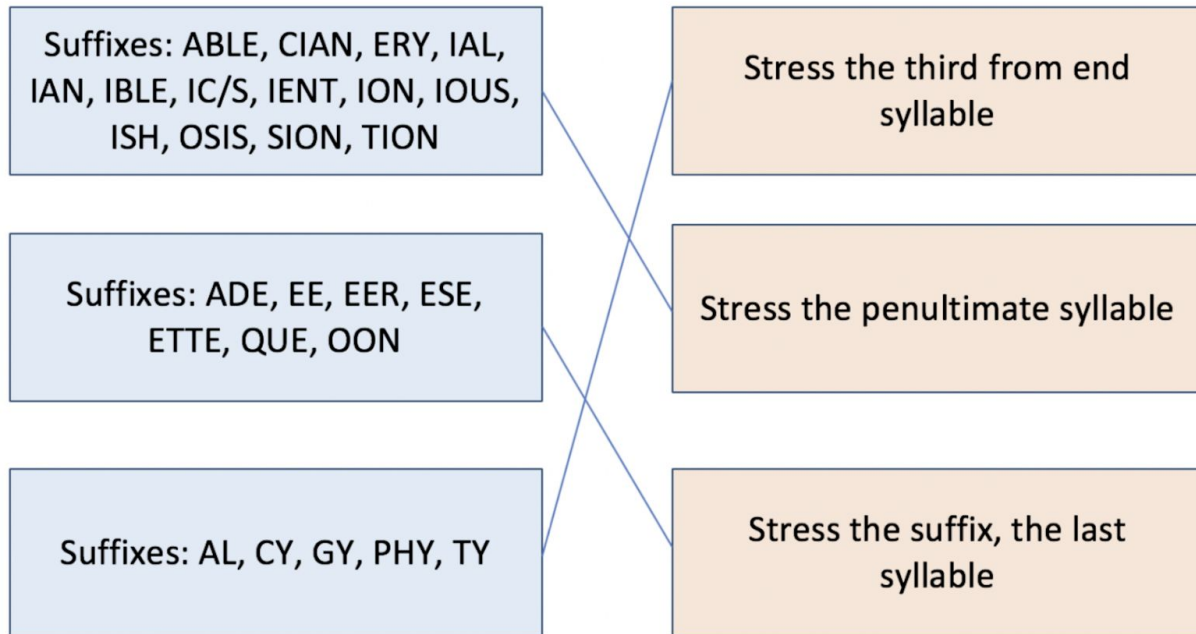 Suffixes: ABLE, CIAN, ERY, IAL,
IAN, IBLE, IC/S, IENT, ION, IOUS,
ISH, OSIS, SION, TION
Stress the third from end
syllable
Suffixes: ADE, EE, EER, ESE,
ETTE, QUE, OON
Stress the penultimate syllable
Suffixes: AL, CY, GY, PHY, TY
Stress the suffix, the last
syllable